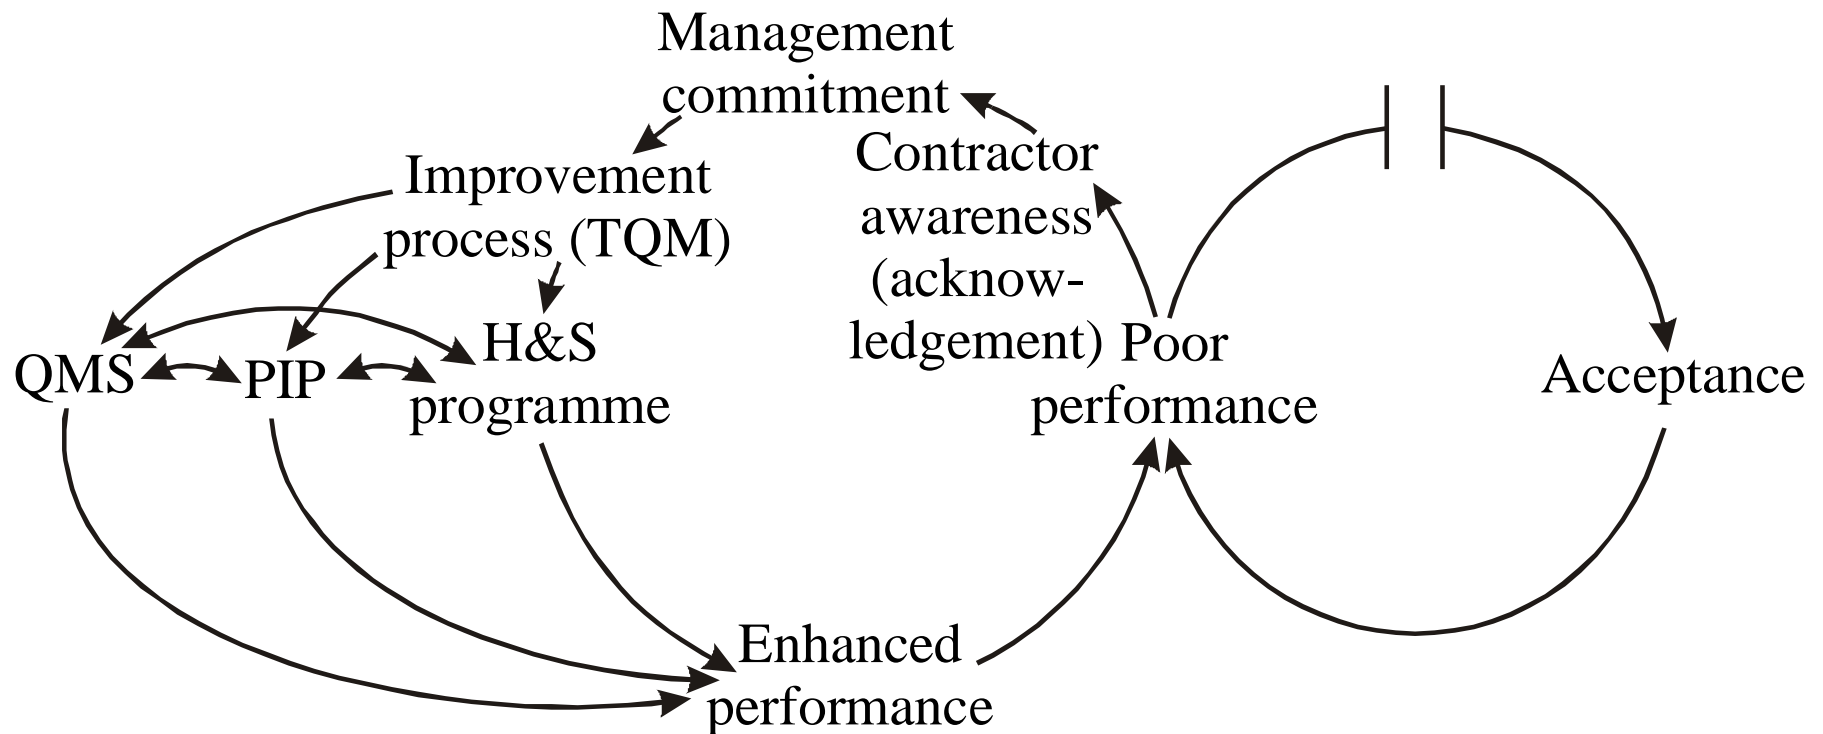 Management
commitment
Contractor
awareness
(acknow-
ledgement)
Improvement
process (TQM)
QMS
PIP
H&S
programme
Poor
performance
Acceptance
Enhanced
performance